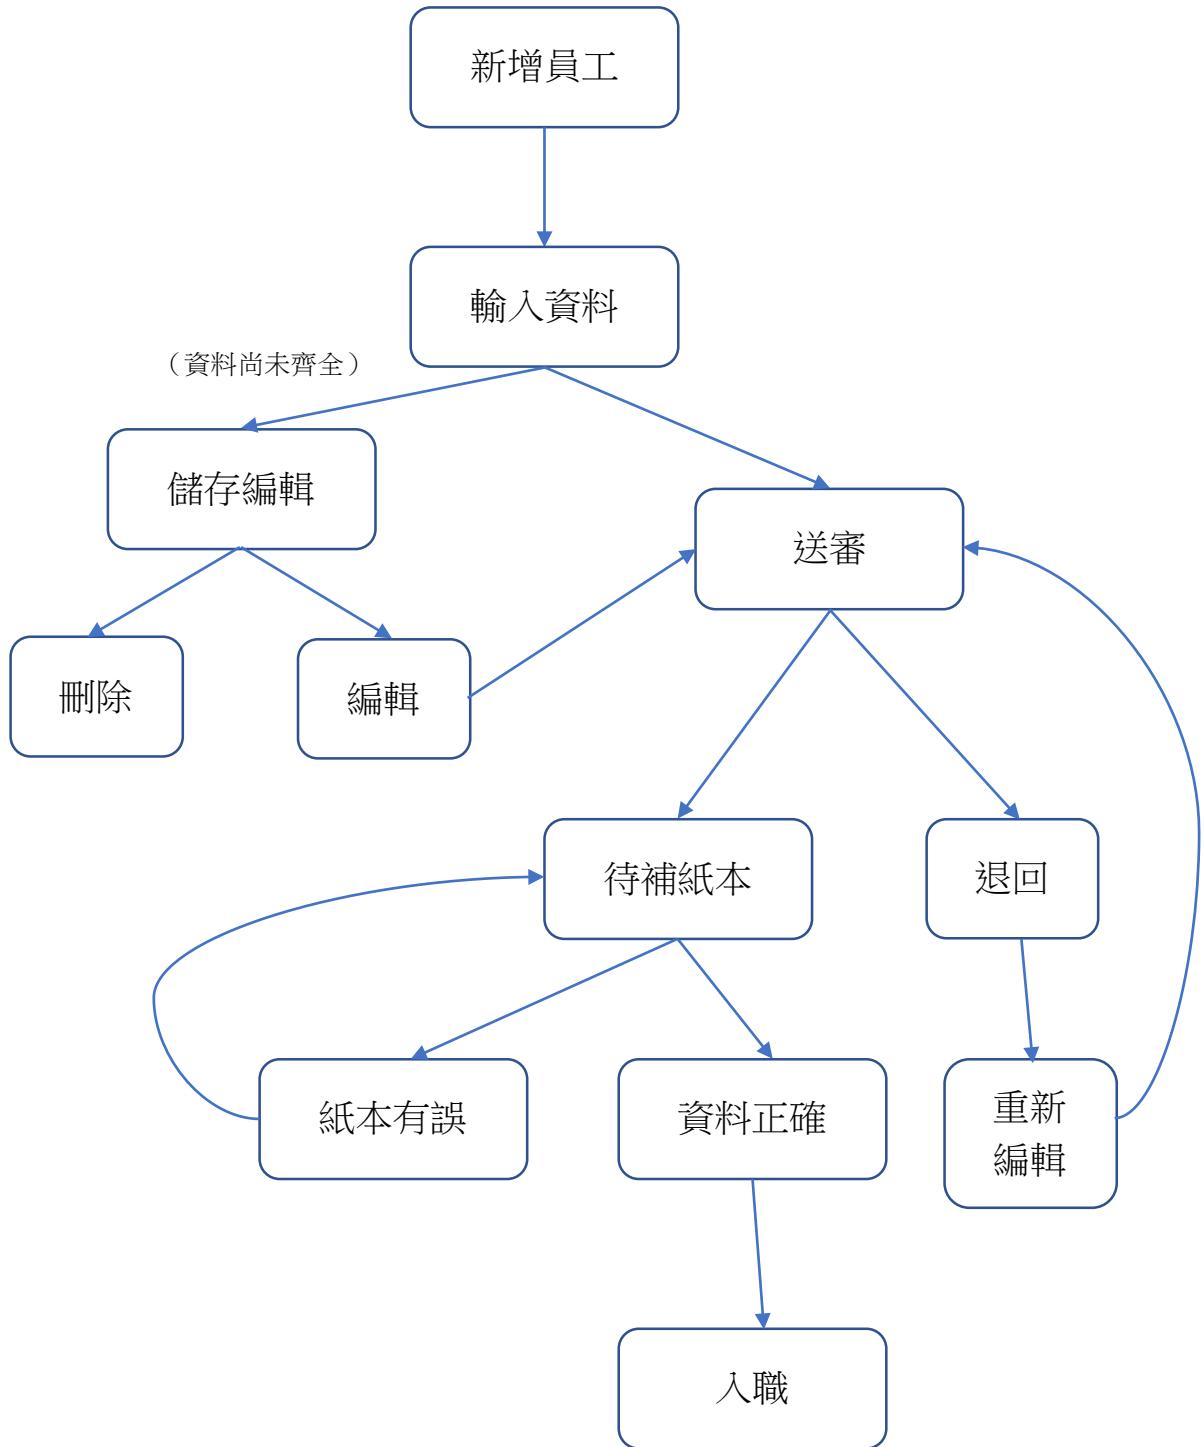 新增員工
輸入資料
（資料尚未齊全）
儲存編輯
送審
刪除
編輯
待補紙本
退回
紙本有誤
資料正確
重新
編輯
入職